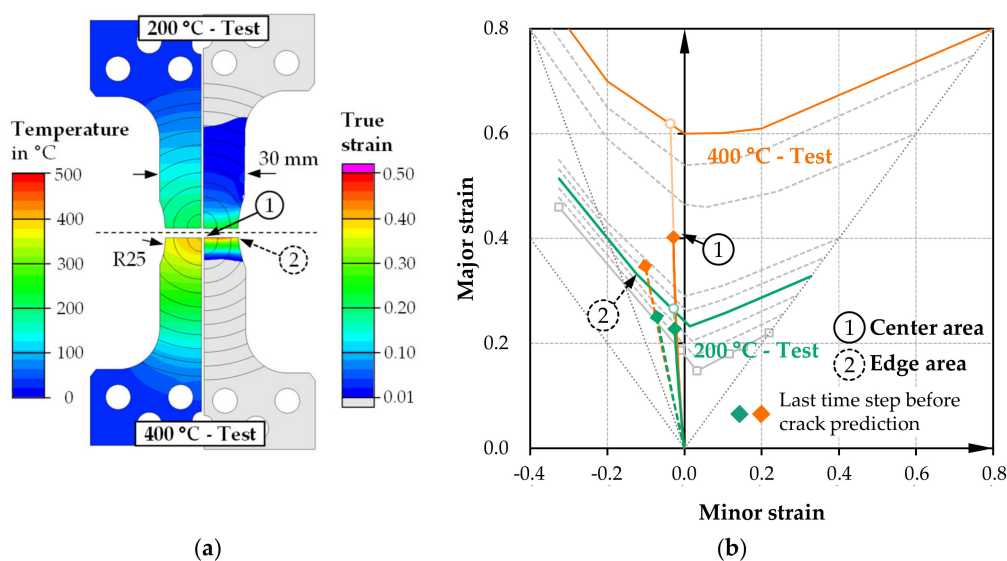 (a)
200 °C - Test
Temperature
in °C
500
400
300
200
100
0
True
strain
0.50
0.40
0.30
0.20
0.10
0.01
30 mm
1
R25
2
400 °C - Test
(b)
Major strain
0.8
0.6
0.4
0.2
0.0
400 °C - Test
1
2
200 °C - Test
1 Center area
2 Edge area
Last time step before
crack prediction
-0.4 -0.2 0.0 0.2 0.4 0.6 0.8
Minor strain
(a)
(b)